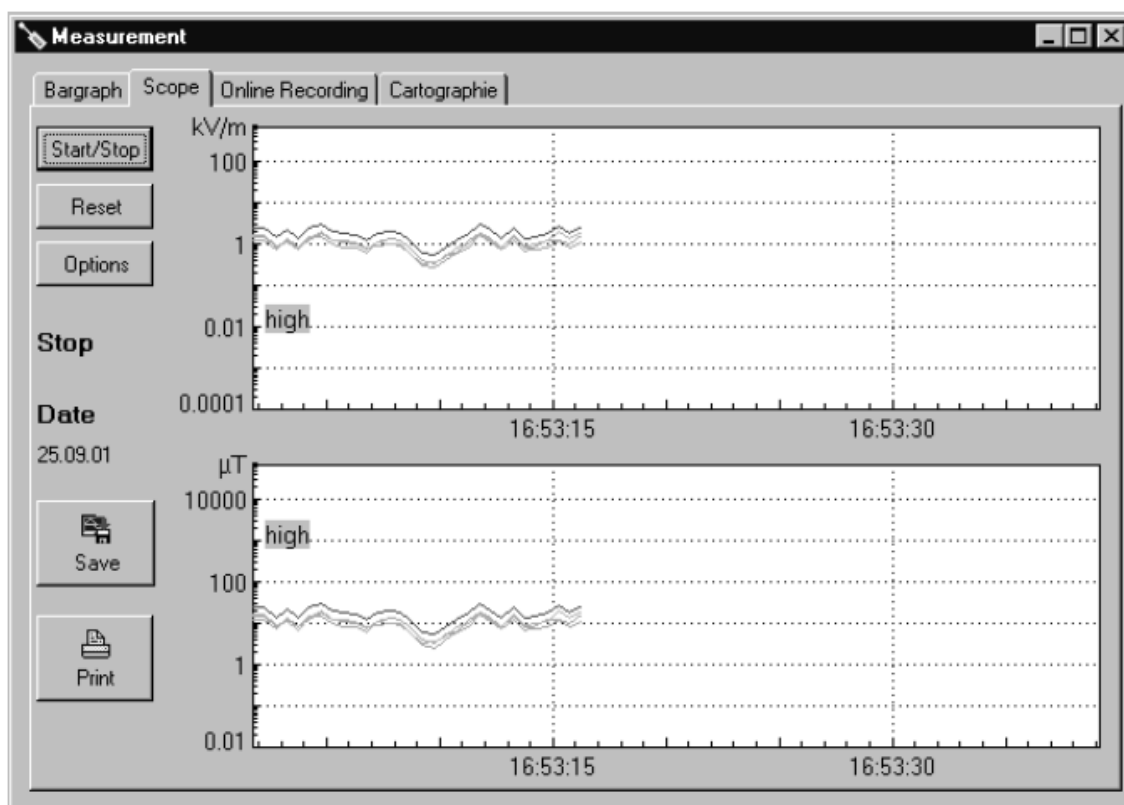 Measurement
Bargraph Scope Online Recording Cartographie
Start/Stop
Reset
Options
Stop
Date
25.09.01
Save
Print
kV/m
100
1
0.01
high
0.0001
16:53:15 16:53:30
µT
10000
high
100
1
0.01
16:53:15 16:53:30